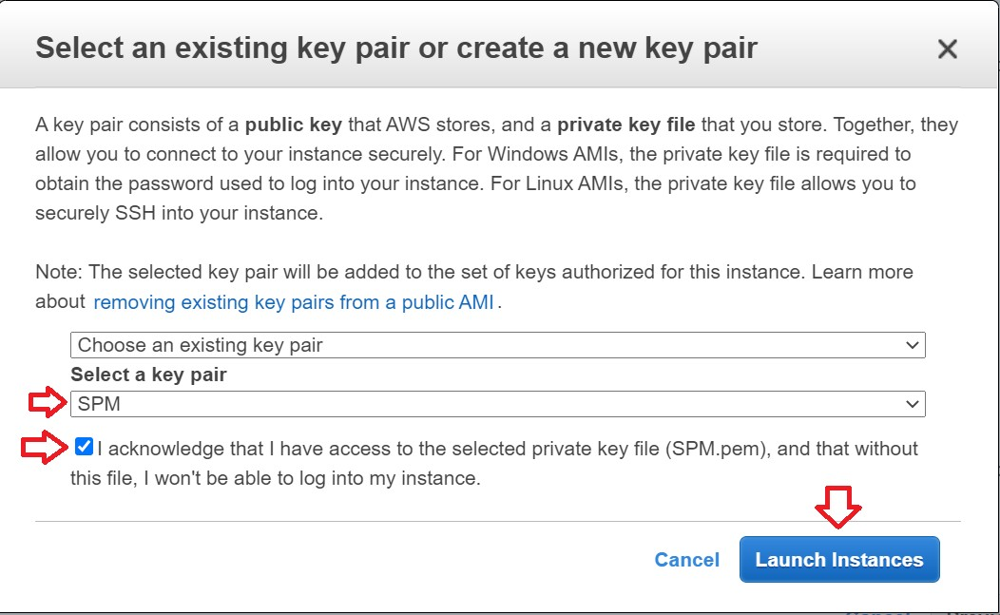 Select an existing key pair or create a new key pair
A key pair consists of a public key that AWS stores, and a private key file that you store. Together, they
allow you to connect to your instance securely. For Windows AMIs, the private key file is required to
obtain the password used to log into your instance. For Linux AMIs, the private key file allows you to
securely SSH into your instance.
Note: The selected key pair will be added to the set of keys authorized for this instance. Learn more
about removing existing key pairs from a public AMI .
Choose an existing key pair
Select a key pair
SPM
I acknowledge that I have access to the selected private key file (SPM.pem), and that without
this file, I won't be able to log into my instance.
Cancel Launch Instances